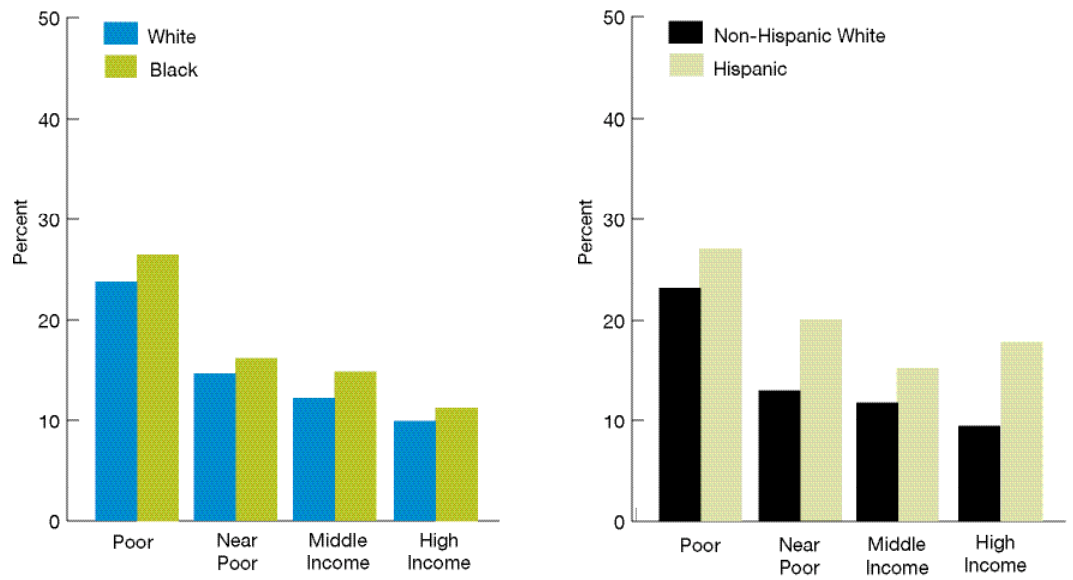 50
40
30
20
10
0
Percent
White
Black
Poor
Near
Poor
Middle
Income
High
Income
50
40
30
20
10
0
Percent
Non-Hispanic White
Hispanic
Poor
Near
Poor
Middle
Income
High
Income